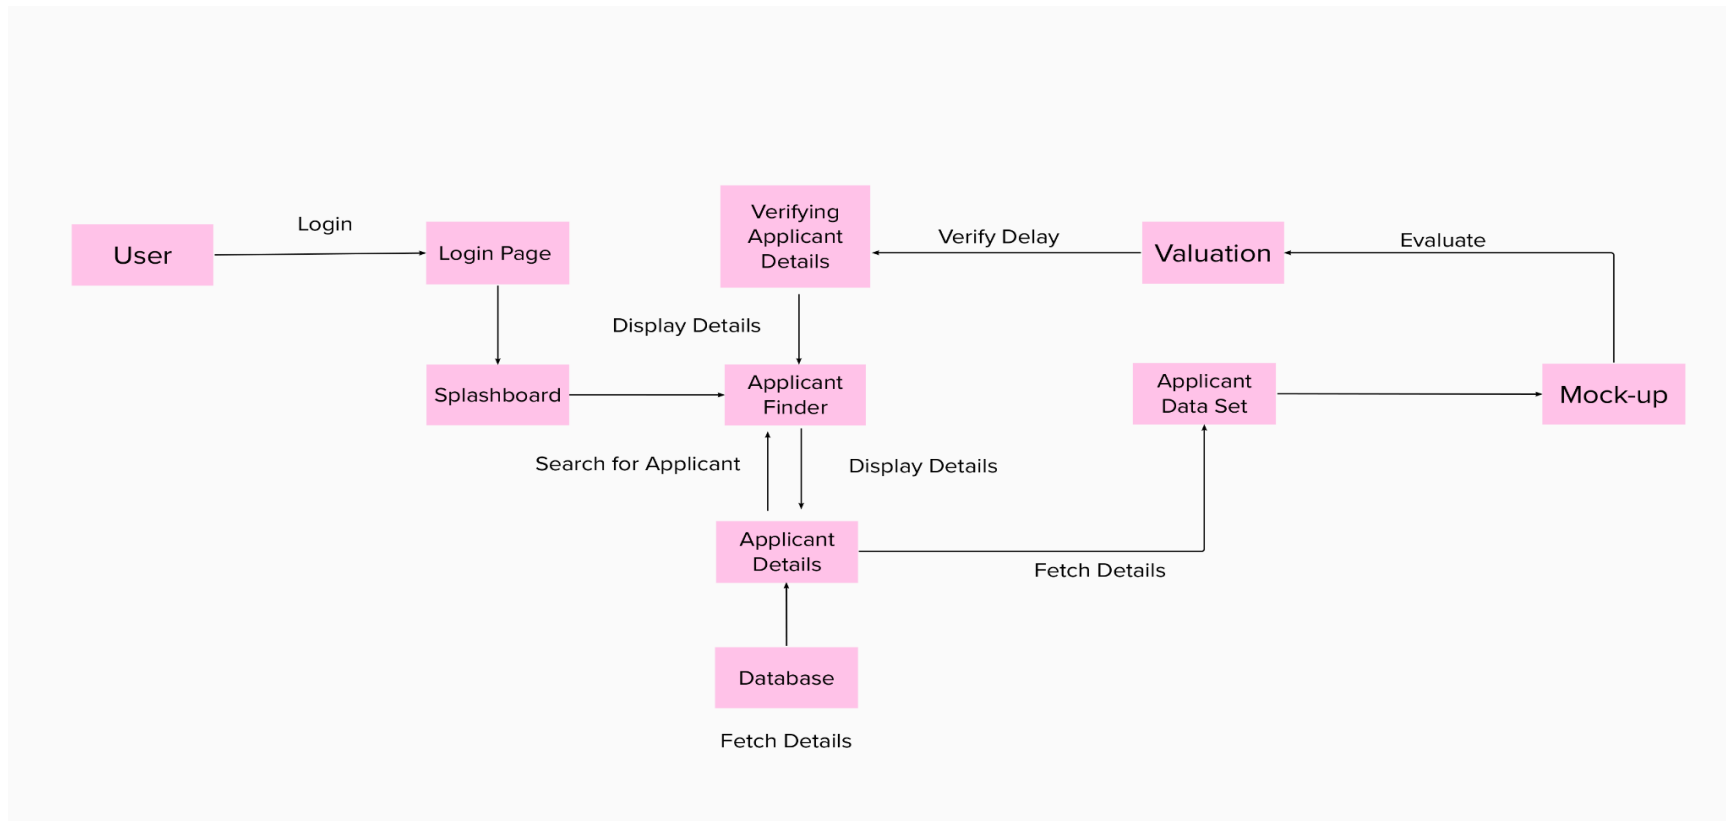 Login
User
Login Page
Verifying
Applicant
Details
Verify Delay
Valuation
Evaluate
Display Details
Splashboard
Applicant
Finder
Applicant
Data Set
Mock-up
Search for Applicant
Display Details
Applicant
Details
Fetch Details
Database
Fetch Details